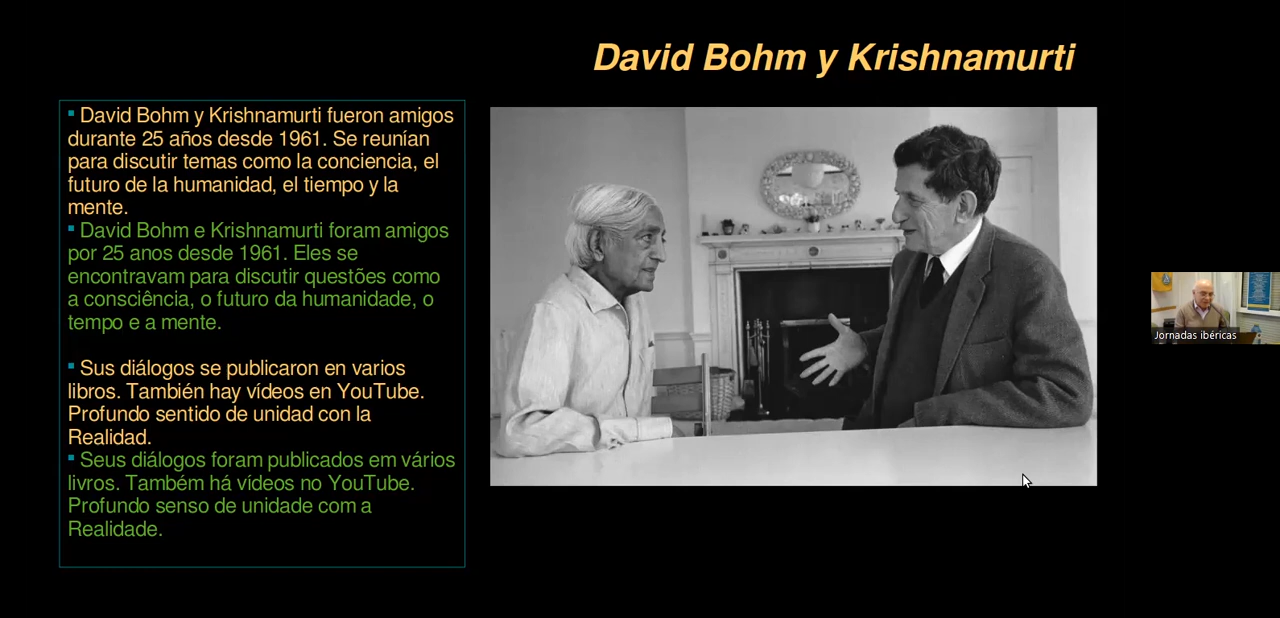 David Bohm y Krishnamurti
▪ David Bohm y Krishnamurti fueron amigos
durante 25 años desde 1961. Se reunían
para discutir temas como la conciencia, el
futuro de la humanidad, el tiempo y la
mente.
▪ David Bohm e Krishnamurti foram amigos
por 25 anos desde 1961. Eles se
encontravam para discutir questões como
a consciência, o futuro da humanidade, o
tempo e a mente.
▪ Sus diálogos se publicaron en varios
libros. También hay vídeos en YouTube.
Profundo sentido de unidad con la
Realidad.
▪ Seus diálogos foram publicados em vários
livros. Também há vídeos no YouTube.
Profundo senso de unidade com a
Realidade.
Jornadas ibéricas